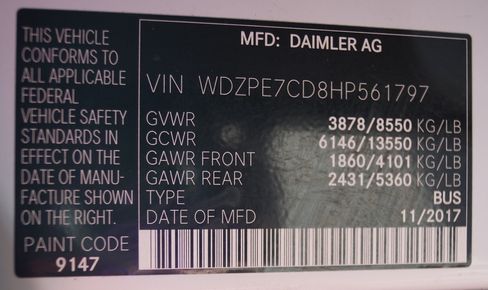 THIS VEHICLE
CONFORMS TO
ALL APPLICABLE
FEDERAL
VEHICLE SAFETY
STANDARDS IN
EFFECT ON THE
DATE OF MANU-
FACTURE SHOWN
ON THE RIGHT.
PAINT CODE
9147
MFD: DAIMLER AG
VIN WDZPE7CD8HP561797
GVWR 3878/8550 KG/LB
GCWR 6146/13550 KG/LB
GAWR FRONT 1860/4101 KG/LB
GAWR REAR 2431/5360 KG/LB
TYPE BUS
DATE OF MFD 11/2017